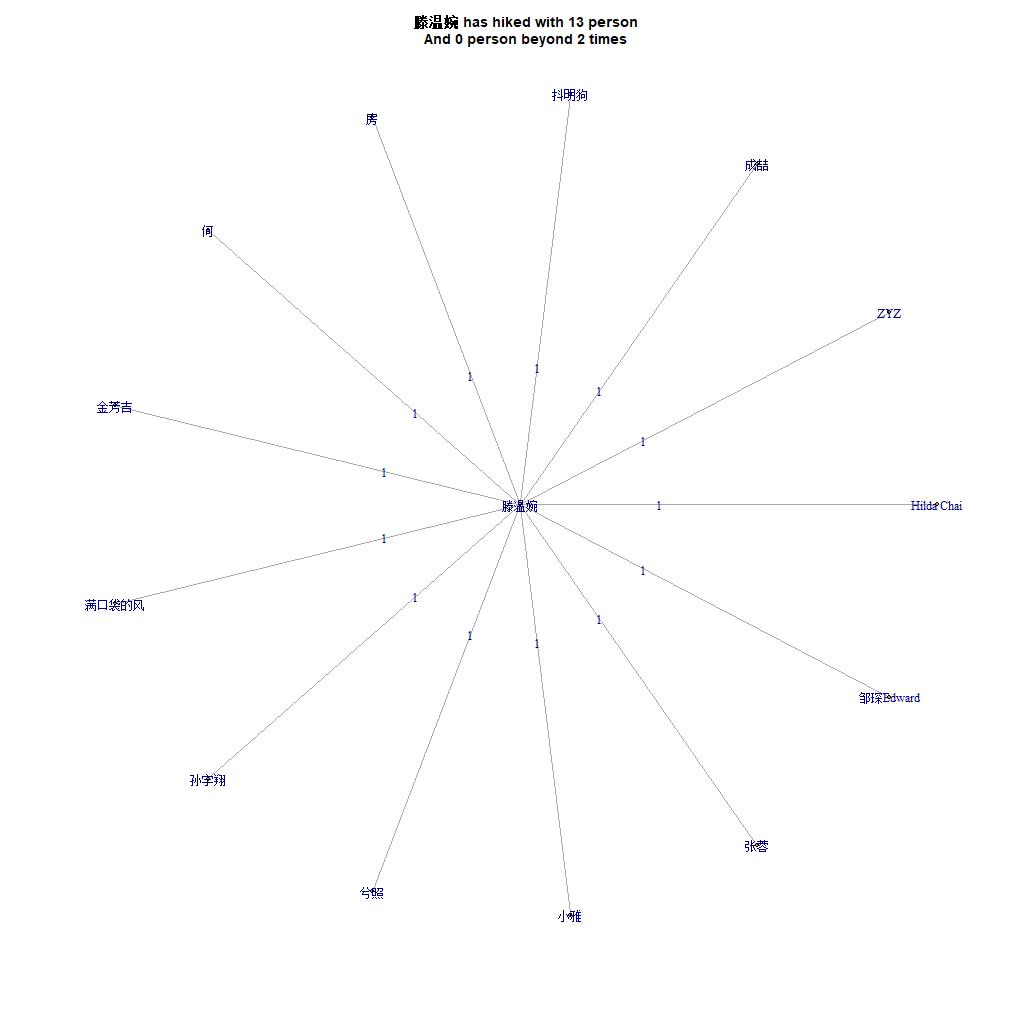 滕温婉 has hiked with 13 person
And 0 person beyond 2 times
抖明狗
房
成喆
何
ZYZ
1
1
1
1
金芳吉
1
1
1
滕温婉
1
Hilda Chai
1
1
满口袋的风
1
1
1
1
邹琛Edward
孙字翔
张蓉
兮照
小雅